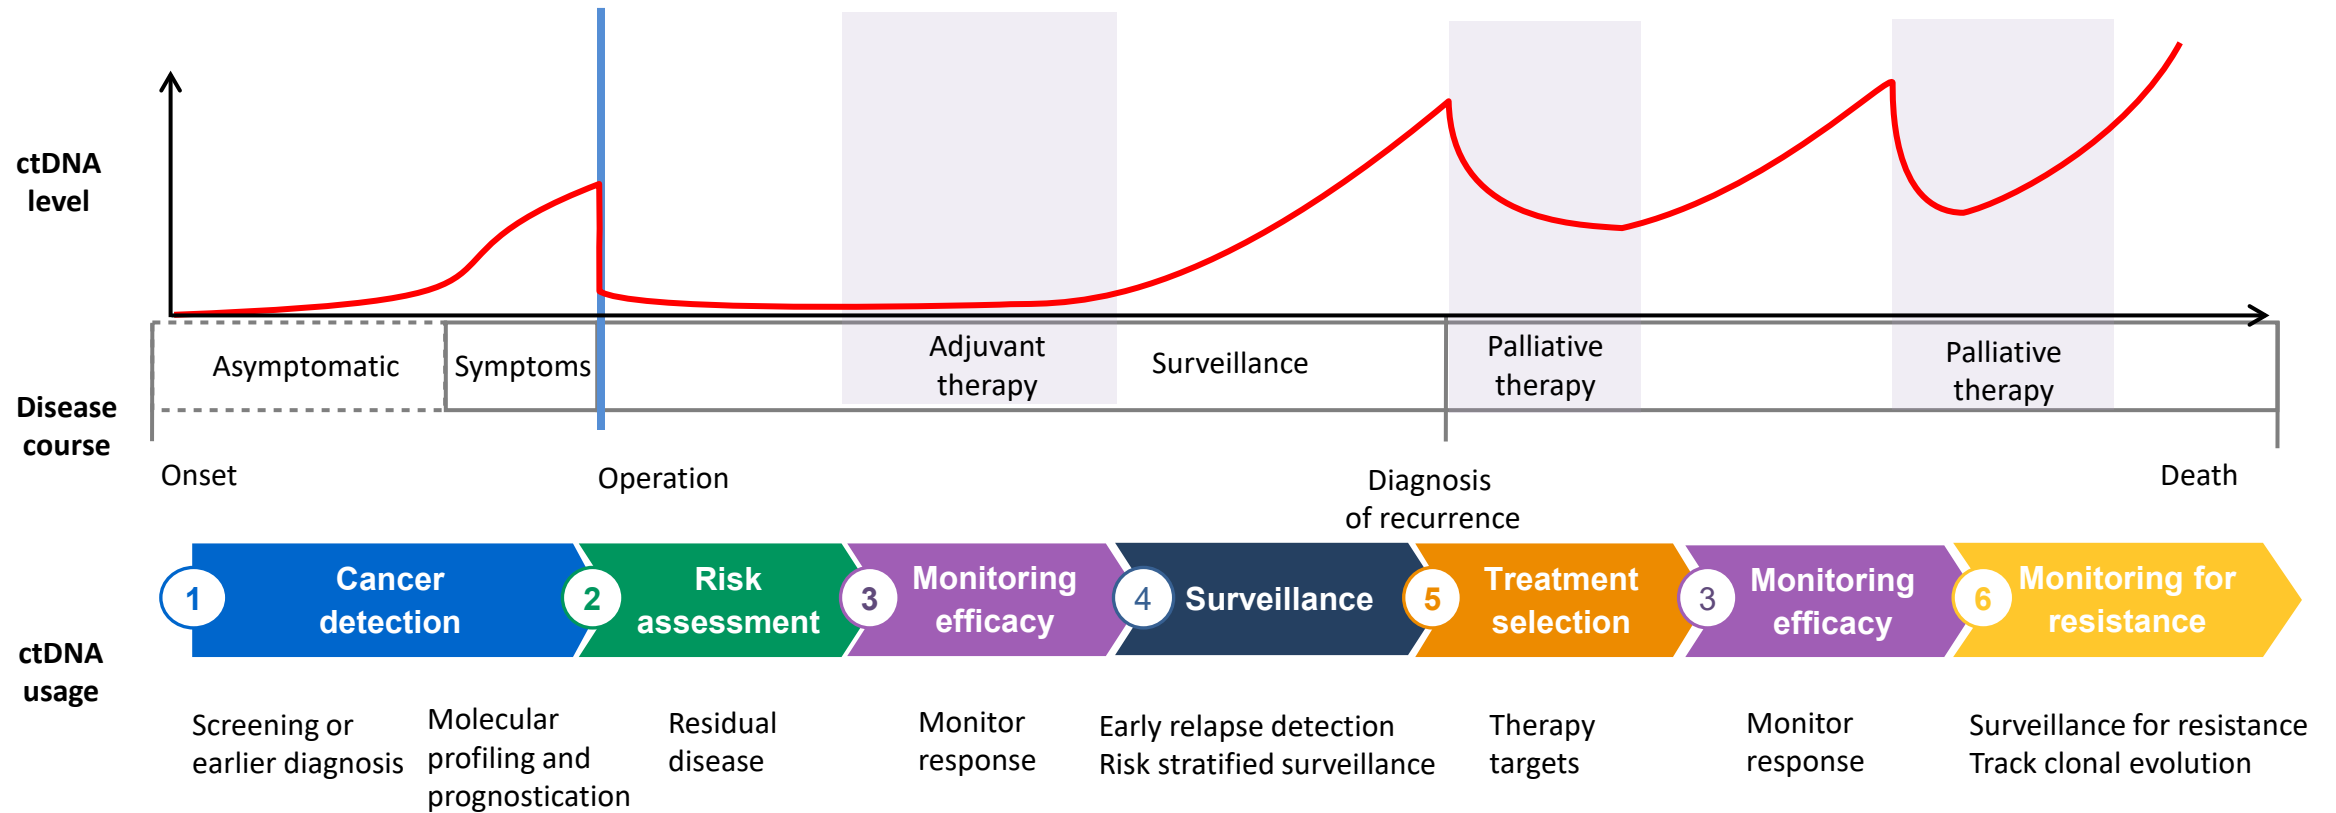 ctDNA
level
Asymptomatic
Symptoms
Adjuvant
therapy
Surveillance
Palliative
therapy
Palliative
therapy
Disease
course
Onset
Operation
Diagnosis
of recurrence
Death
ctDNA
usage
1
Cancer
detection
2
Risk
assessment
3
Monitoring
efficacy
4
Surveillance
5
Treatment
selection
3
Monitoring
efficacy
6
Monitoring for
resistance
Screening or
earlier diagnosis
Molecular
profiling and
prognostication
Residual
disease
Monitor
response
Early relapse detection
Risk stratified surveillance
Therapy
targets
Monitor
response
Surveillance for resistance
Track clonal evolution